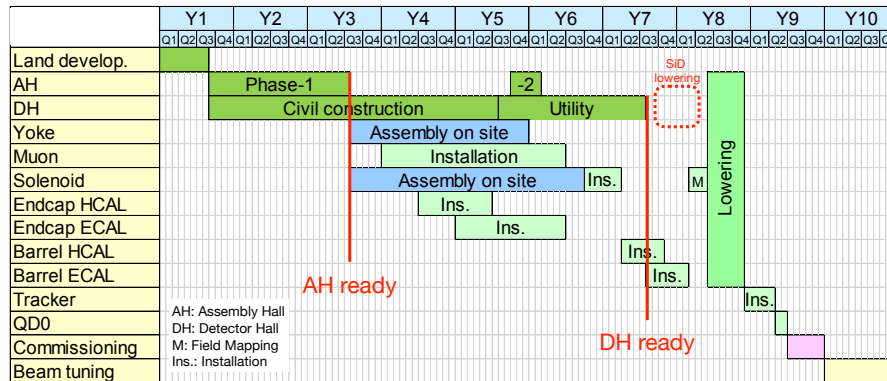 Y1 Y2 Y3 Y4 Y5 Y6 Y7 Y8 Y9 Y10
Q1 Q2 Q3 Q4 Q1 Q2 Q3 Q4 Q1 Q2 Q3 Q4 Q1 Q2 Q3 Q4 Q1 Q2 Q3 Q4 Q1 Q2 Q3 Q4 Q1 Q2 Q3 Q4 Q1 Q2 Q3 Q4 Q1 Q2 Q3 Q4 Q1 Q2 Q3
Land develop.
SiD
lowering
AH Phase-1 -2
DH Civil construction Utility
Yoke Assembly on site
Muon Installation
Solenoid Assembly on site Ins. M
Lowering
Endcap HCAL Ins.
Endcap ECAL Ins.
Barrel HCAL Ins.
Barrel ECAL Ins.
AH ready
Tracker Ins.
QD0
Commissioning
Beam tuning
AH: Assembly Hall
DH: Detector Hall
M: Field Mapping
Ins.: Installation
DH ready